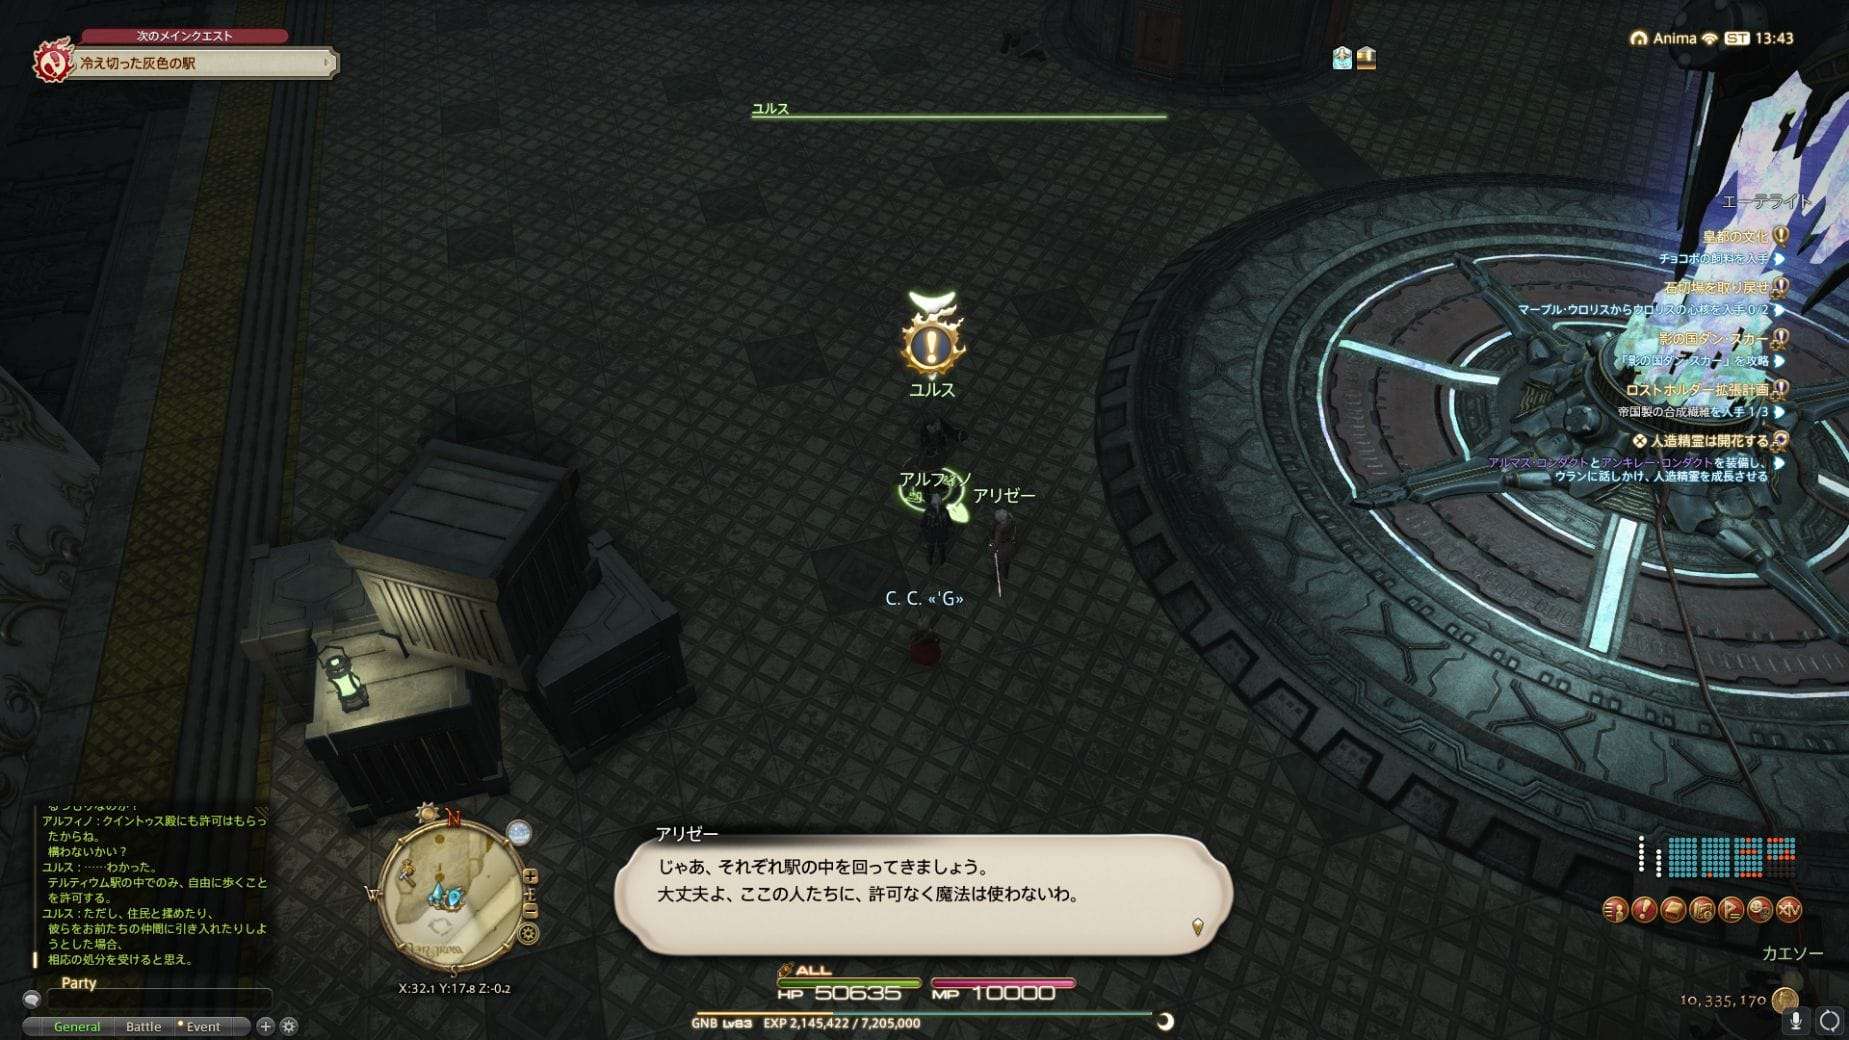 次のメインクエスト
冷え切った灰色の駅
Anima ST 13:43
ユルス
エーテライト
皇都の文化
チョコボの飼料を入手
石切場を取り戻せ
マーブル・ウロリスからウロリスの心核を入手 0/2
影の国ダン・スカー
「影の国ダン・スカー」を攻略
ロストホルダー拡張計画
帝国製の合成繊維を入手 1/3
人造精霊は開花する
アルマス・コンダクトとアンキレー・コンダクトを装備し、
ウランに話しかけ、人造精霊を成長させる
ユルス
アルフィノ
アリゼー
C. C. «'G»
アルフィノ：クイントゥス殿にも許可はもらっ
たからね。
構わないかい？
ユルス：……わかった。
テルティウム駅の中でのみ、自由に歩くこと
を許可する。
ユルス：ただし、住民と揉めたり、
彼らをお前たちの仲間に引き入れたりしよ
うとした場合、
相応の処分を受けると思え。
Party
General Battle Event
N
W
S
X:32.1 Y:17.8 Z:-0.2
アリゼー
じゃあ、それぞれ駅の中を回ってきましょう。
大丈夫よ、ここの人たちに、許可なく魔法は使わないわ。
ALL
HP 50635 MP 10000
GNB Lv83 EXP 2,145,422 / 7,205,000
XIV
カエソー
10,335,170